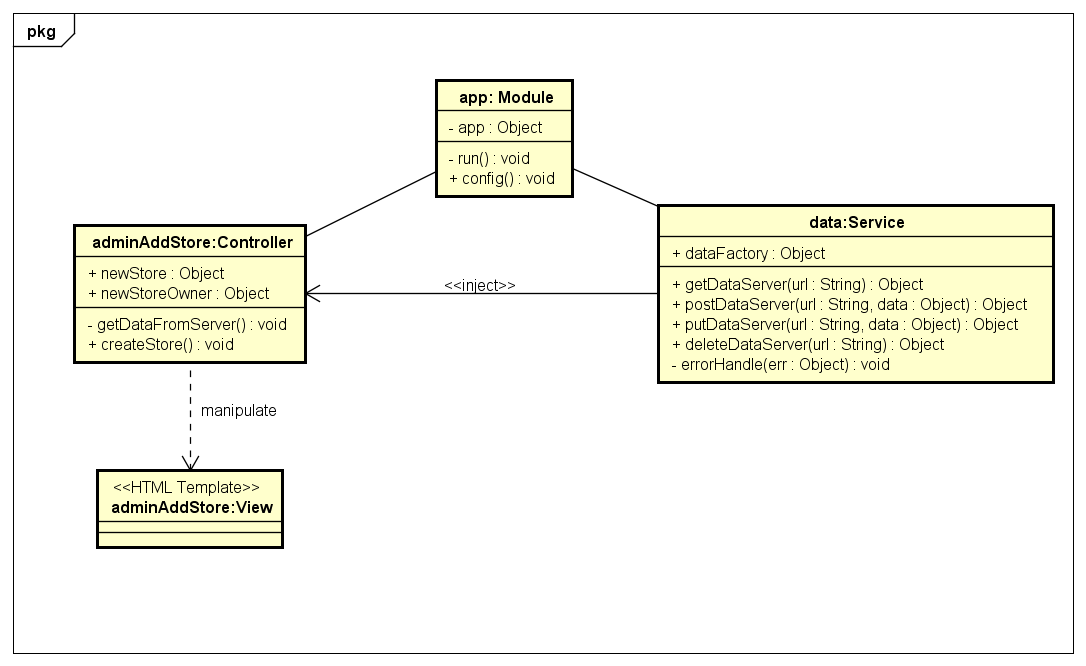 pkg
app: Module
- app : Object
- run() : void
+ config() : void
adminAddStore:Controller
+ newStore : Object
+ newStoreOwner : Object
- getDataFromServer() : void
+ createStore() : void
<<inject>>
data:Service
+ dataFactory : Object
+ getDataServer(url : String) : Object
+ postDataServer(url : String, data : Object) : Object
+ putDataServer(url : String, data : Object) : Object
+ deleteDataServer(url : String) : Object
- errorHandle(err : Object) : void
manipulate
<<HTML Template>>
adminAddStore:View